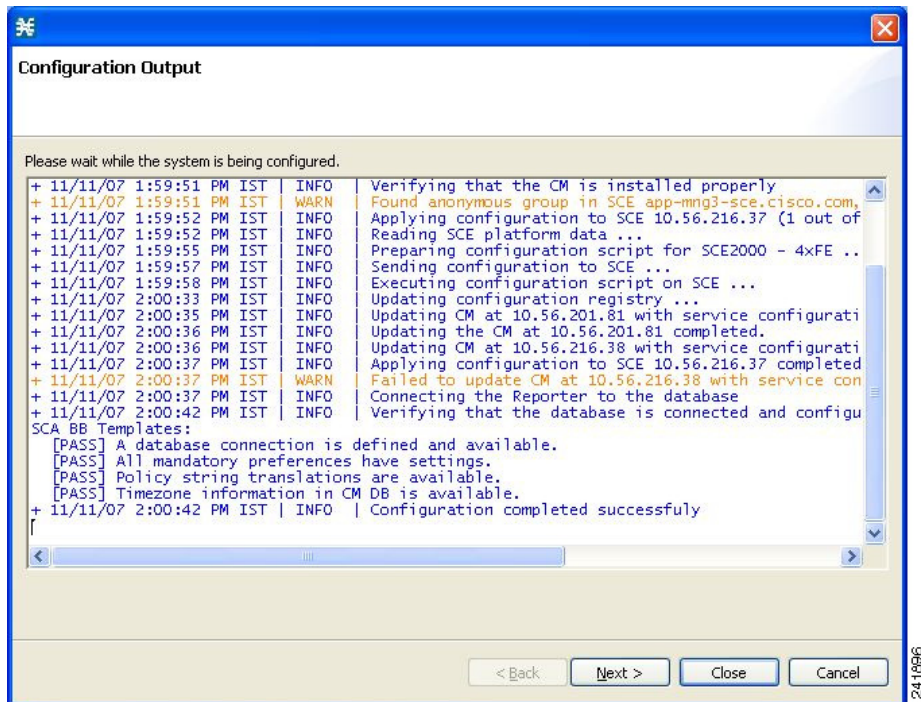 Configuration Output
Please wait while the system is being configured.
+ 11/11/07 1:59:51 PM IST | INFO | Verifying that the CM is installed properly
+ 11/11/07 1:59:51 PM IST | WARN | Found anonymous group in SCE app-mng3-sce.cisco.com,
+ 11/11/07 1:59:52 PM IST | INFO | Applying configuration to SCE 10.56.216.37 (1 out of
+ 11/11/07 1:59:52 PM IST | INFO | Reading SCE platform data ...
+ 11/11/07 1:59:55 PM IST | INFO | Preparing configuration script for SCE2000 - 4xFE ..
+ 11/11/07 1:59:57 PM IST | INFO | Sending configuration to SCE ...
+ 11/11/07 1:59:58 PM IST | INFO | Executing configuration script on SCE ...
+ 11/11/07 2:00:33 PM IST | INFO | Updating configuration registry ...
+ 11/11/07 2:00:35 PM IST | INFO | Updating CM at 10.56.201.81 with service configurati
+ 11/11/07 2:00:36 PM IST | INFO | Updating the CM at 10.56.201.81 completed.
+ 11/11/07 2:00:36 PM IST | INFO | Updating CM at 10.56.216.38 with service configurati
+ 11/11/07 2:00:37 PM IST | INFO | Applying configuration to SCE 10.56.216.37 completed
+ 11/11/07 2:00:37 PM IST | WARN | Failed to update CM at 10.56.216.38 with service con
+ 11/11/07 2:00:37 PM IST | INFO | Connecting the Reporter to the database
+ 11/11/07 2:00:42 PM IST | INFO | Verifying that the database is connected and configu
SCA BB Templates:
[PASS] A database connection is defined and available.
[PASS] All mandatory preferences have settings.
[PASS] Policy string translations are available.
[PASS] Timezone information in CM DB is available.
+ 11/11/07 2:00:42 PM IST | INFO | Configuration completed successfuly
< Back
Next >
Close
Cancel
241896